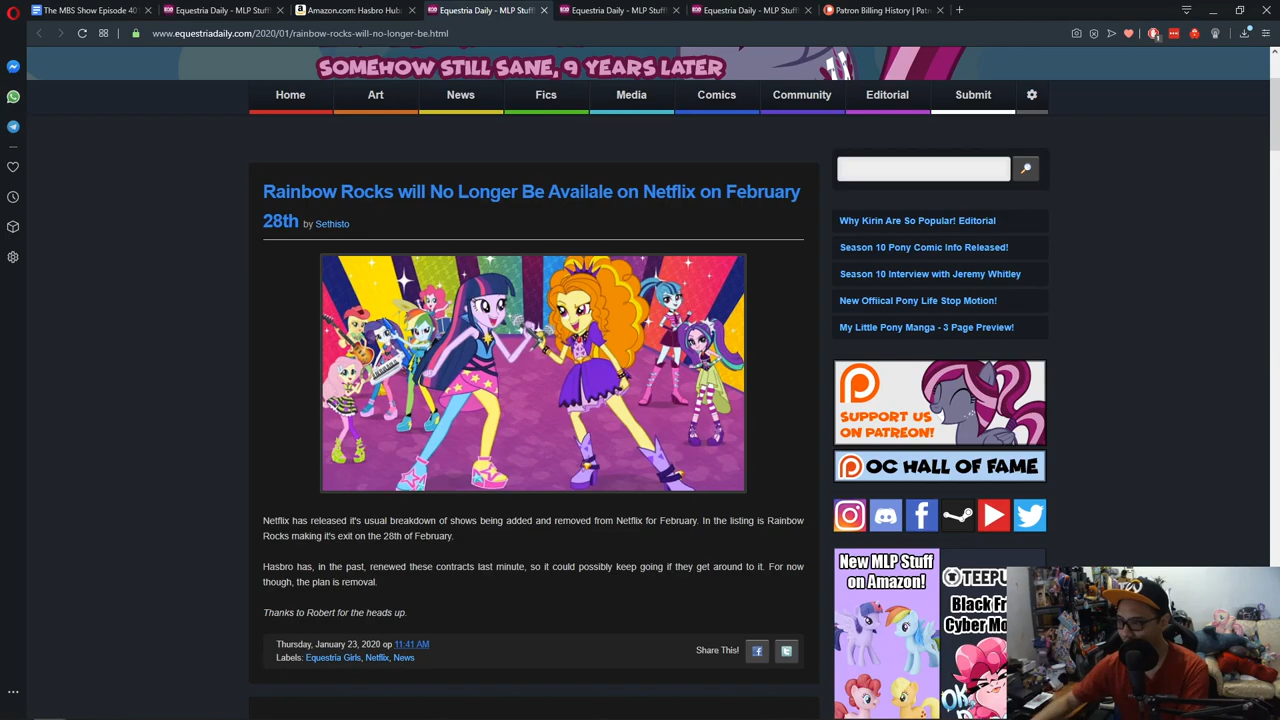 The MBS Show Episode 40
Equestria Daily - MLP Stuff
Amazon.com: Hasbro Hub
Equestria Daily - MLP Stuff
Equestria Daily - MLP Stuff
Equestria Daily - MLP Stuff
Patron Billing History | Pat
www.equestriadaily.com/2020/01/rainbow-rocks-will-no-longer-be.html
SOMEHOW STILL SANE, 9 YEARS LATER
Home Art News Fics Media Comics Community Editorial Submit
Rainbow Rocks will No Longer Be Availale on Netflix on February
28th by Sethisto
Netflix has released it's usual breakdown of shows being added and removed from Netflix for February. In the listing is Rainbow
Rocks making it's exit on the 28th of February.
Hasbro has, in the past, renewed these contracts last minute, so it could possibly keep going if they get around to it. For now
though, the plan is removal.
Thanks to Robert for the heads up.
Thursday, January 23, 2020 op 11:41 AM
Labels: Equestria Girls, Netflix, News
Share This!
Why Kirin Are So Popular! Editorial
Season 10 Pony Comic Info Released!
Season 10 Interview with Jeremy Whitley
New Offiical Pony Life Stop Motion!
My Little Pony Manga - 3 Page Preview!
SUPPORT US
ON PATREON!
OC HALL OF FAME
New MLP Stuff
on Amazon!
TEEPU
Black Fr
Cyber Mo